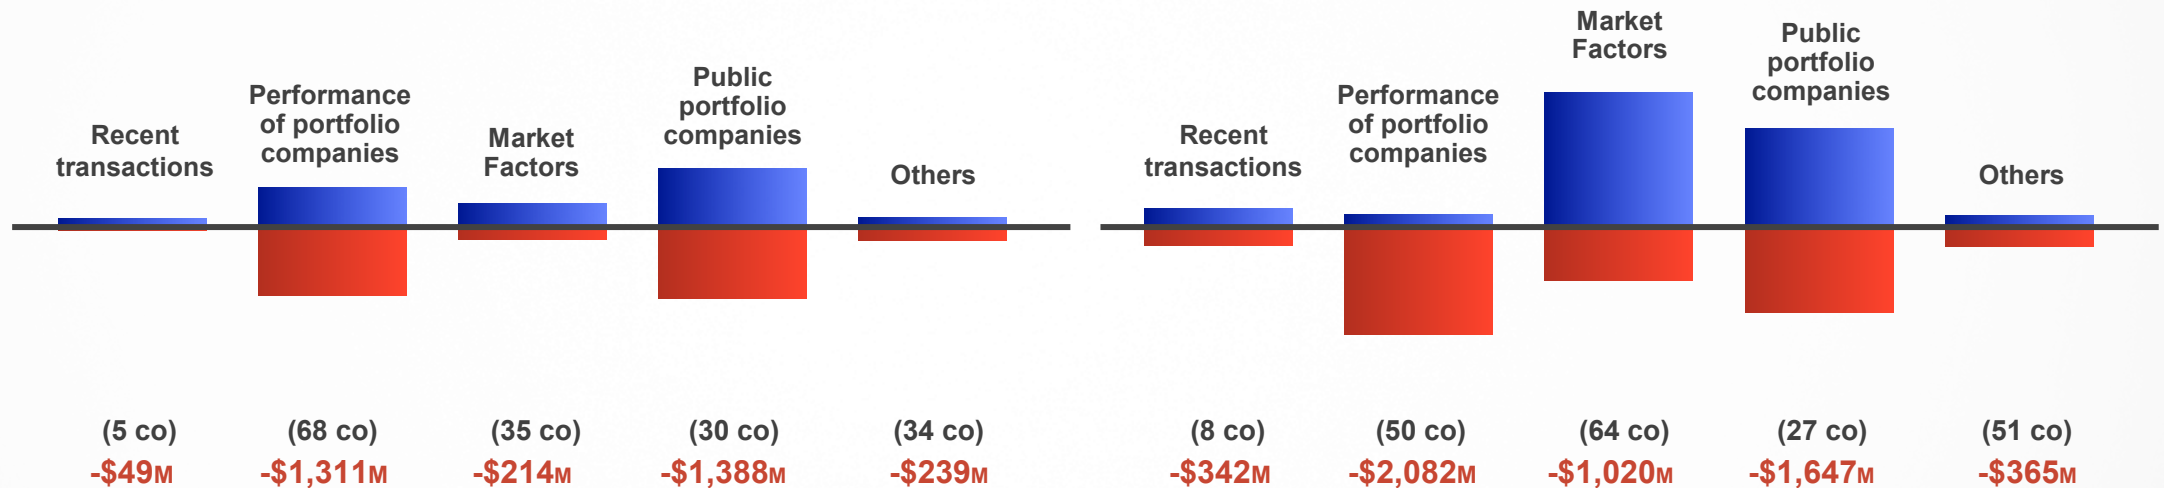 Recent
transactions
Performance
of portfolio
companies
Market
Factors
Public
portfolio
companies
Others
(5 co)
(68 co)
(35 co)
(30 co)
(34 co)
-$49M
-$1,311M
-$214M
-$1,388M
-$239M
Recent
transactions
Performance
of portfolio
companies
Market
Factors
Public
portfolio
companies
Others
(8 co)
(50 co)
(64 co)
(27 co)
(51 co)
-$342M
-$2,082M
-$1,020M
-$1,647M
-$365M